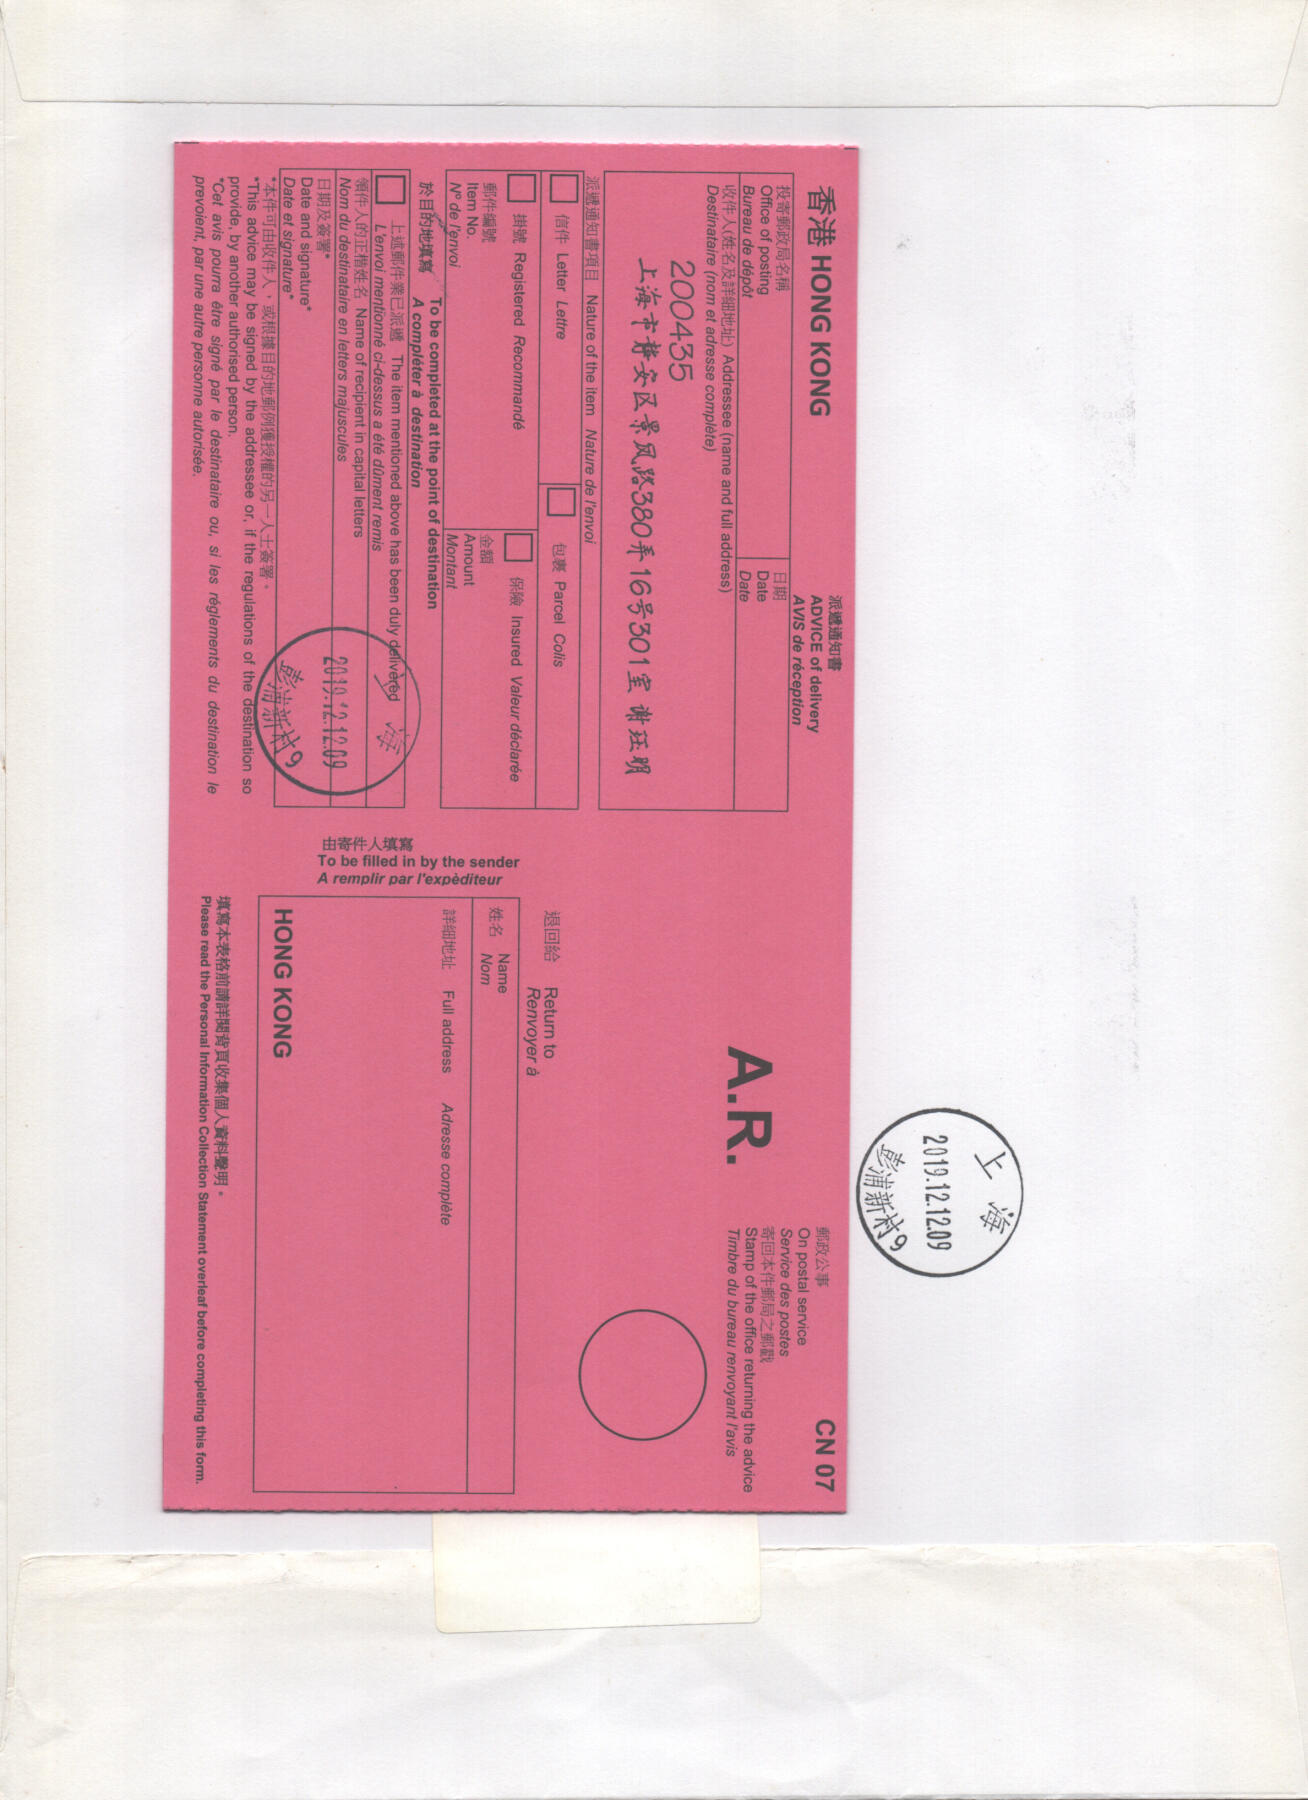 香港 HONG KONG
派遞通知書
ADVICE of delivery
AVIS de réception
投寄郵政局名稱
Office of posting
Bureau de dépôt
日期
Date
Date
收件人(姓名及詳細地址) Addressee (name and full address)
Destinataire (nom et adresse complète)
200435
上海市静安区景凤路380弄16号301室 谢
派遞通知書項目 Nature of the item Nature de l'envoi
信件 Letter Lettre
包裹 Parcel Colis
掛號 Registered Recommandé
保險 Insured Valeur déclarée
郵件編號
Item No.
Nº de l'envoi
金額
Amount
Montant
於目的地填寫 To be completed at the point of destination
A compléter à destination
上述郵件業已派遞 The item mentioned above has been duly delivered
L'envoi mentionné ci-dessus a été dûment remis
領件人的正楷姓名 Name of recipient in capital letters
Nom du destinataire en letters majuscules
日期及簽署*
Date and signature*
Date et signature*
*本件可由收件人，或根據目的地郵例獲授權的另一人士簽署。
*This advice may be signed by the addressee or, if the regulations of the destination so
provide, by another authorised person.
*Cet avis pourra être signé par le destinataire ou, si les réglements du destination le
prevoient, par une autre personne autorisée.
上海
2019.12.12.09
彭浦新村9
A.R.
CN 07
郵政公事
On postal service
Service des postes
寄回本件郵局之郵戳
Stamp of the office returning the advice
Timbre du bureau renvoyant l'avis
退回給 Return to
Renvoyer à
由寄件人填寫
To be filled in by the sender
A remplir par l'expèditeur
姓名 Name
Nom
詳細地址 Full address Adresse complète
HONG KONG
填寫本表格前請詳閱背頁收集個人資料聲明。
Please read the Personal Information Collection Statement overleaf before completing this form.
上海
2019.12.12.09
彭浦新村9